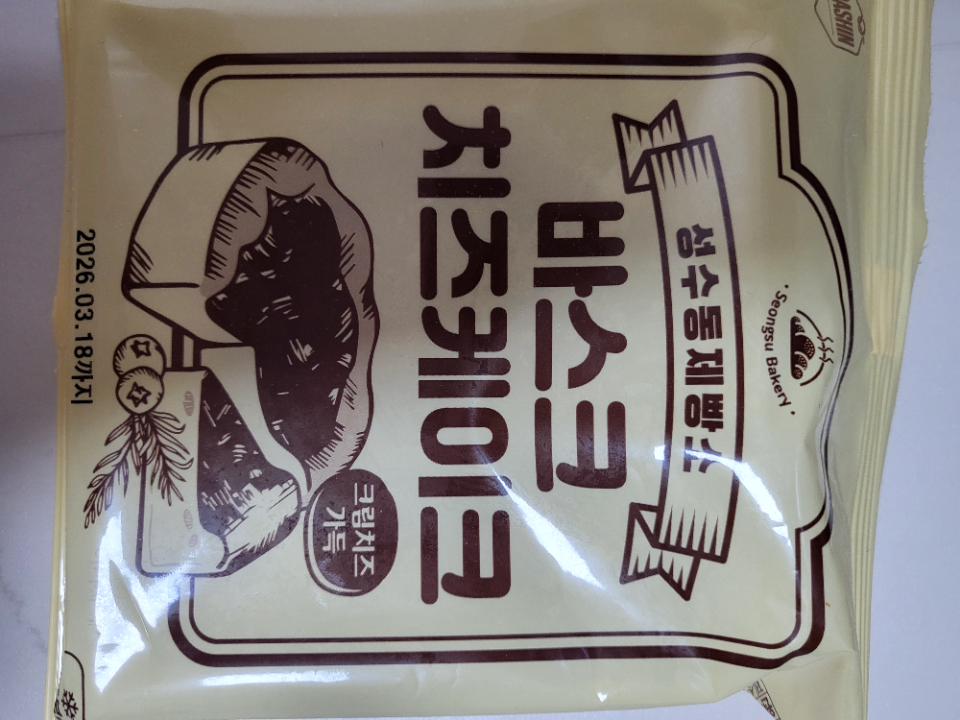 ASHIN
Seongsu Bakery
성수동제빵소
바스크
치즈케이크
크림치즈
가득
2026.03.18까지